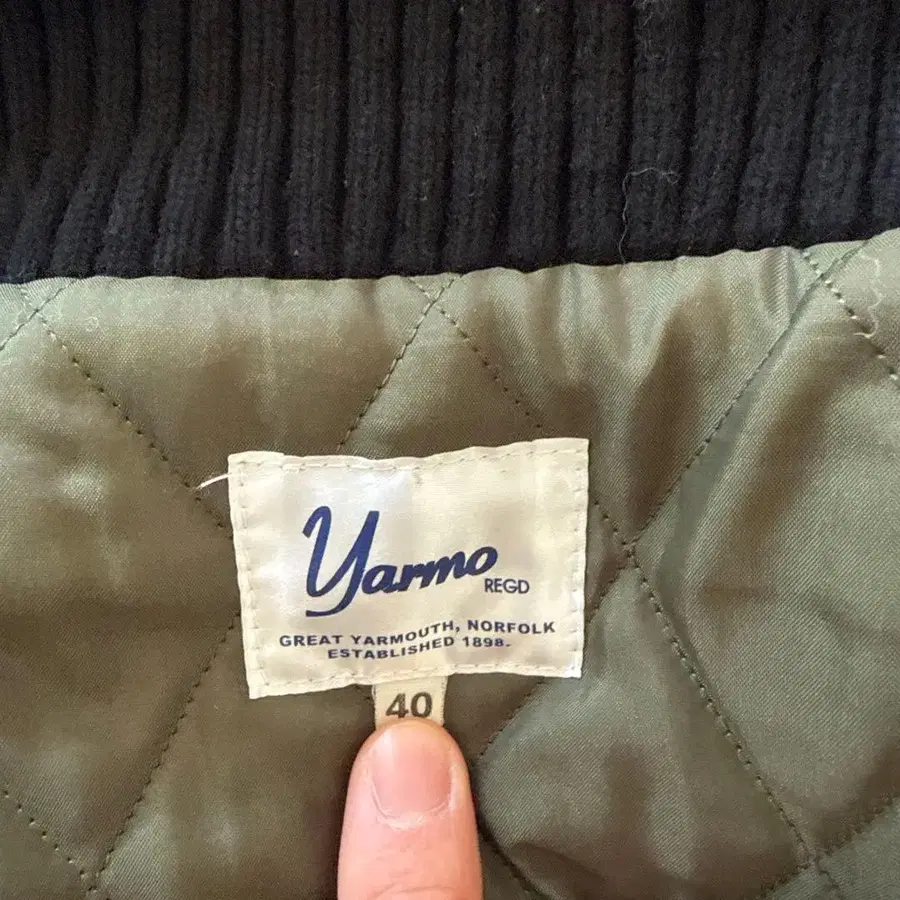 Yarmo
REGD
GREAT YARMOUTH, NORFOLK
ESTABLISHED 1898.
40